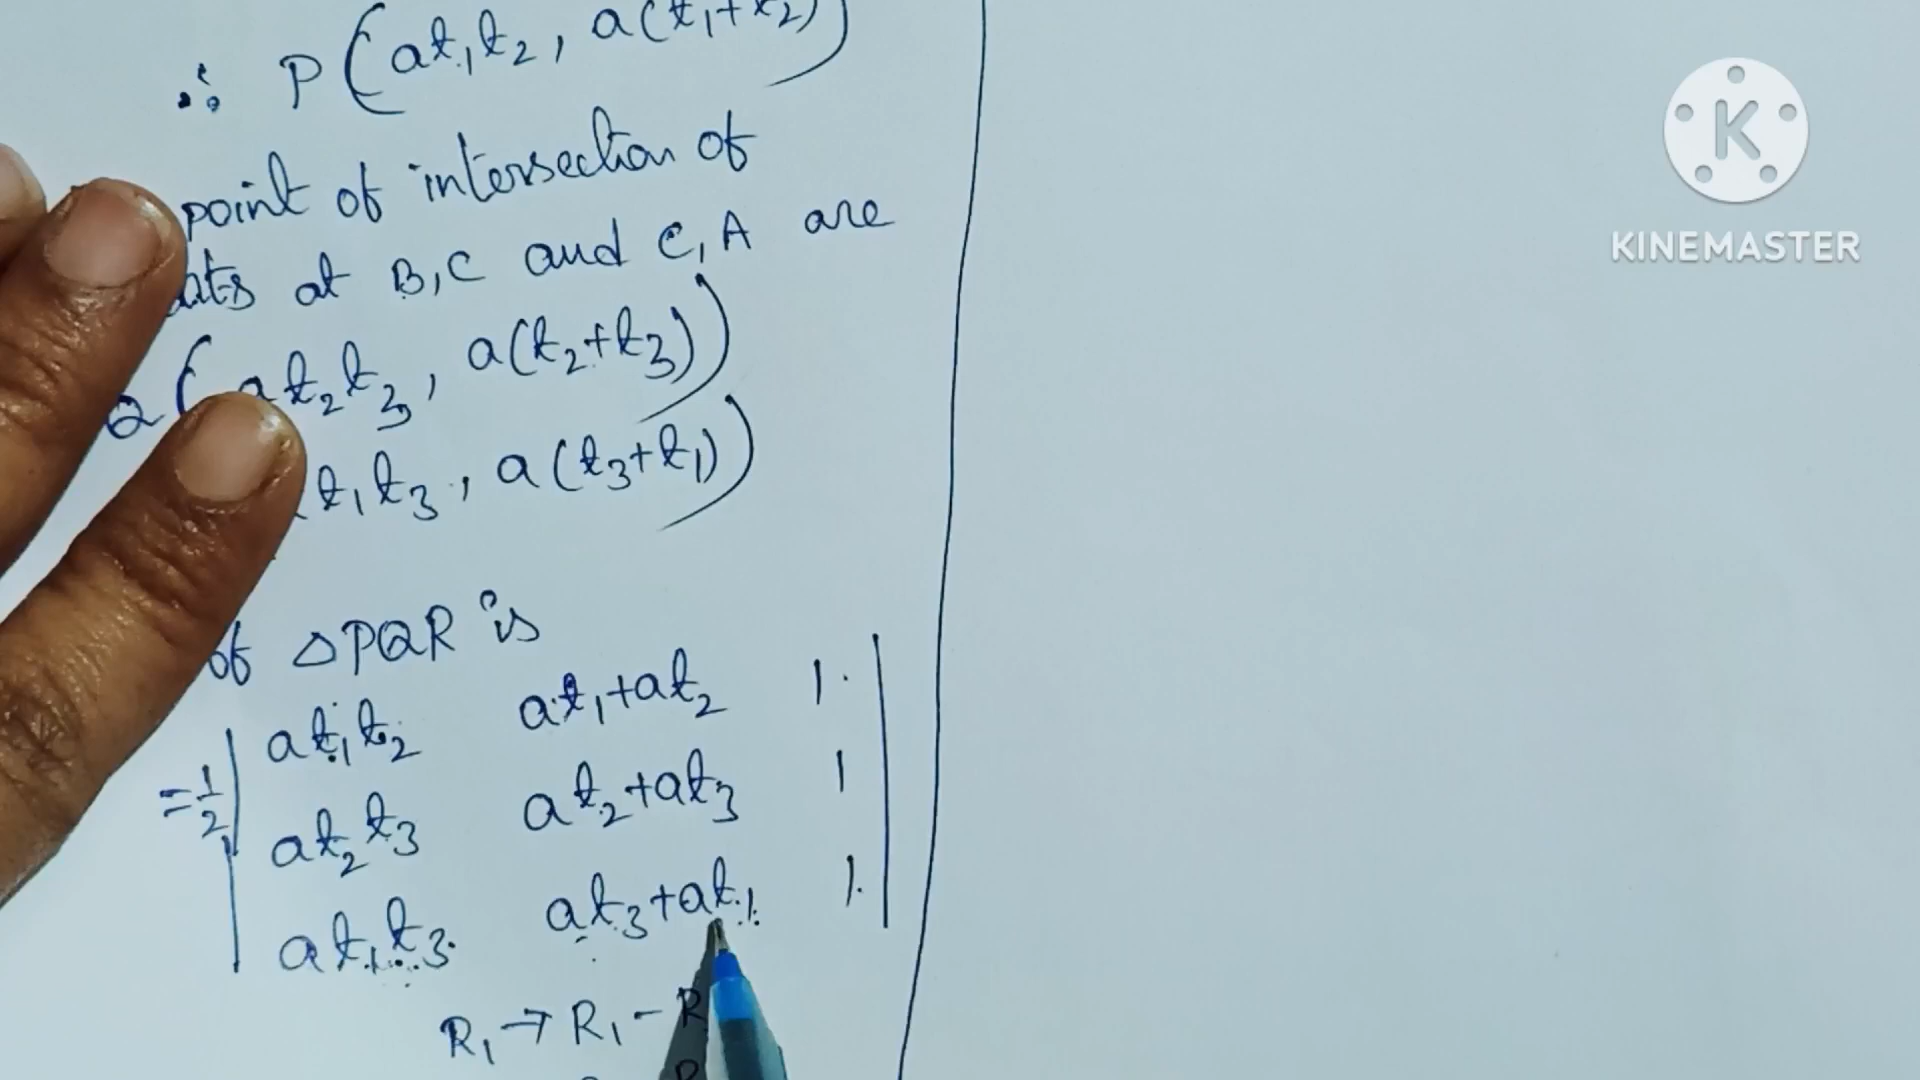 ∴ P(at₁t₂, a(t₁+t₂))
point of intersection of
at B,C and C,A are
Q(at₂t₃, a(t₂+t₃))
t₁t₃, a(t₃+t₁))
of △PQR is
=1/2 | at₁t₂ at₁+at₂ 1 |
| at₂t₃ at₂+at₃ 1 |
| at₁t₃ at₃+at₁ 1 |
R₁→R₁-R
K
KINEMASTER